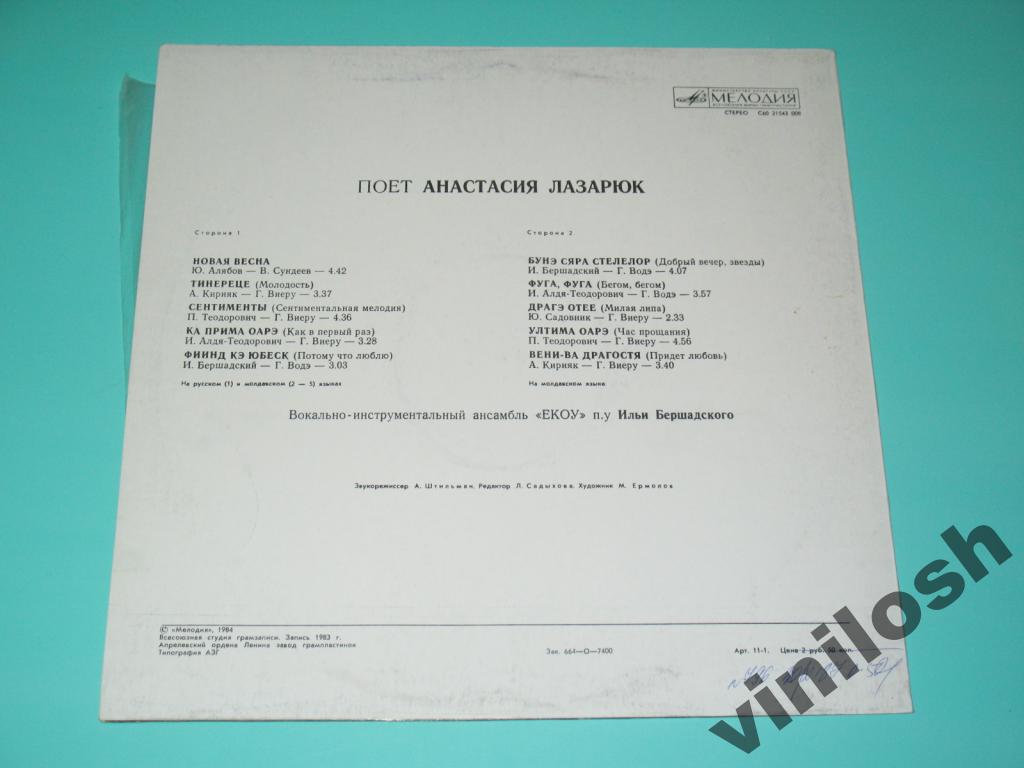 МЕЛОДИЯ
СТЕРЕО С60 21543 008
ПОЕТ АНАСТАСИЯ ЛАЗАРЮК
Сторона 1
НОВАЯ ВЕСНА
Ю. Алябов — В. Сундеев — 4.42
ТИНЕРЕЦЕ (Молодость)
А. Кирияк — Г. Виеру — 3.37
СЕНТИМЕНТЫ (Сентиментальная мелодия)
П. Теодорович — Г. Виеру — 4.36
КА ПРИМА ОАРЭ (Как в первый раз)
И. Алдя-Теодорович — Г. Виеру — 3.28
ФИИНД КЭ ЮБЕСК (Потому что люблю)
И. Бершадский — Г. Водэ — 3.03
На русском (1) и молдавском (2 — 5) языках
Сторона 2
БУНЭ СЯРА СТЕЛЕЛОР (Добрый вечер, звезды)
И. Бершадский — Г. Водэ — 4.07
ФУГА, ФУГА (Бегом, бегом)
И. Алдя-Теодорович — Г. Водэ — 3.57
ДРАГЭ ОТЕЕ (Милая липа)
Ю. Садовник — Г. Виеру — 2.33
УЛТИМА ОАРЭ (Час прощания)
П. Теодорович — Г. Виеру — 4.56
ВЕНИ-ВА ДРАГОСТЯ (Придет любовь)
А. Кирияк — Г. Виеру — 3.40
На молдавском языке
Вокально-инструментальный ансамбль «ЕКОУ» п.у Ильи Бершадского
Звукорежиссер А. Штильман. Редактор Л. Садыхова. Художник М. Ермолов
© «Мелодия», 1984
Всесоюзная студия грамзаписи. Запись 1983 г.
Апрелевский ордена Ленина завод грампластинок
Типография АЗГ
Зак. 664—О—7400
Арт. 11-1. Цена 2 руб. 50 коп.
vinilosh